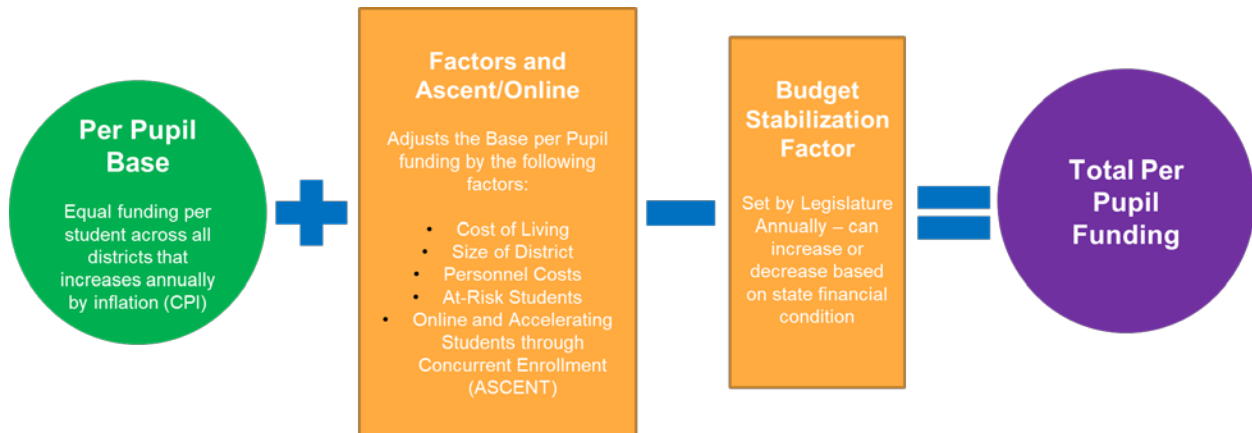 Per Pupil
Base
Equal funding per
student across all
districts that
increases annually
by inflation (CPI)
Factors and
Ascent/Online
Adjusts the Base per Pupil
funding by the following
factors:
• Cost of Living
• Size of District
• Personnel Costs
• At-Risk Students
• Online and Accelerating
Students through
Concurrent Enrollment
(ASCENT)
Budget
Stabilization
Factor
Set by Legislature
Annually – can
increase or
decrease based
on state financial
condition
Total Per
Pupil
Funding